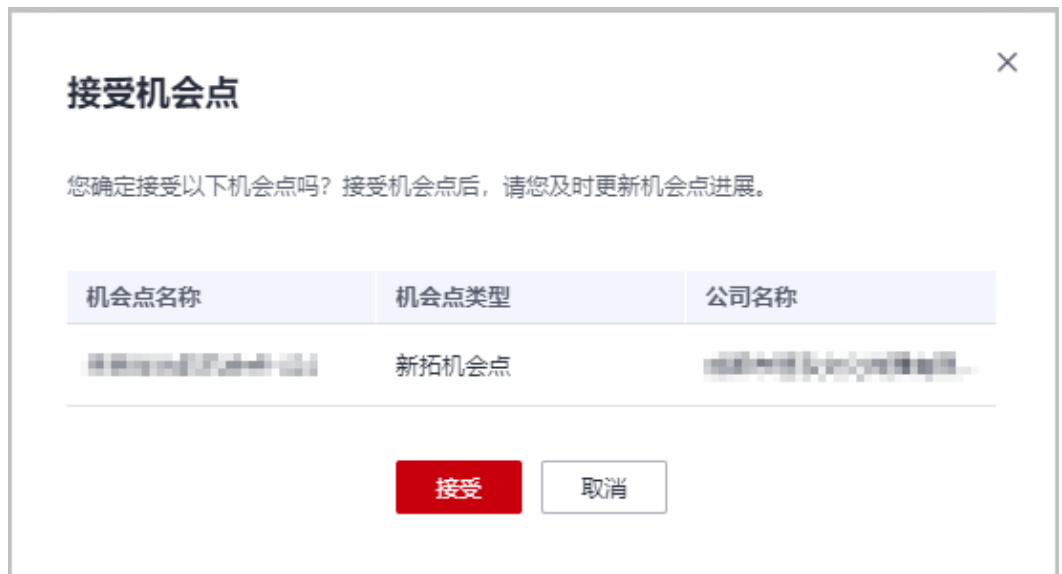 接受机会点
您确定接受以下机会点吗？接受机会点后，请您及时更新机会点进展。
机会点名称 机会点类型 公司名称
新拓机会点
接受 取消